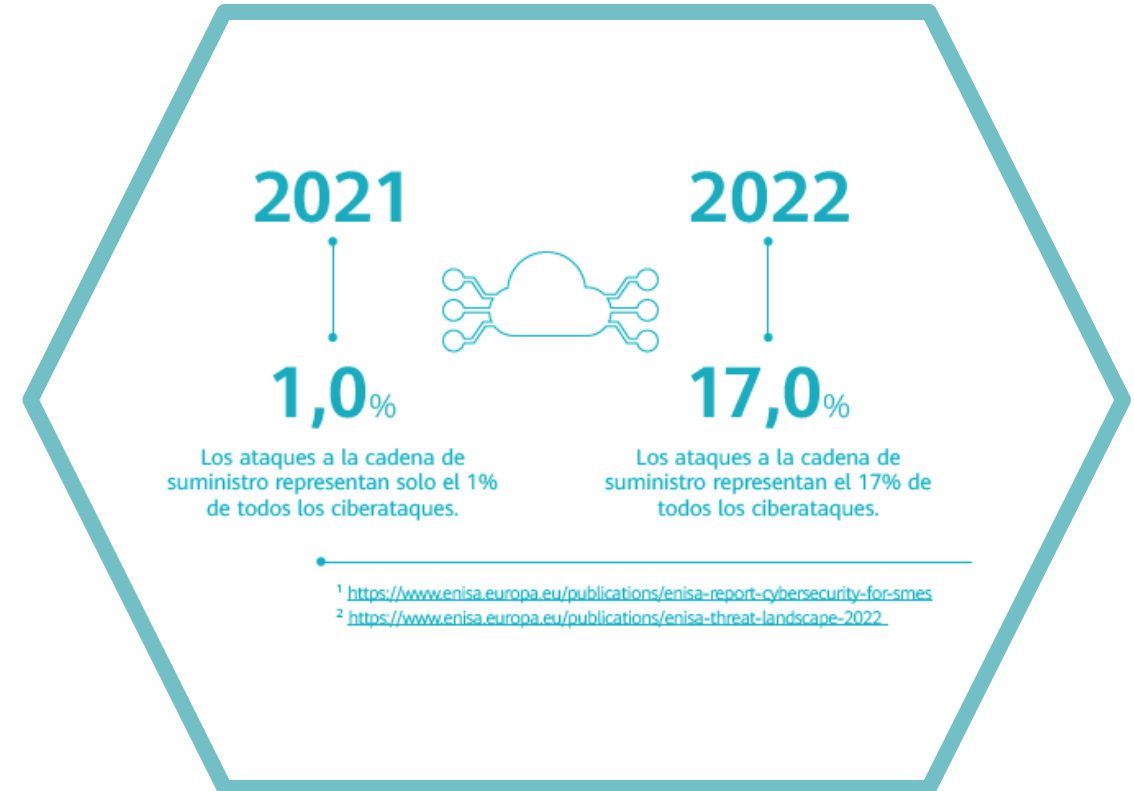 2021
2022
1,0%
17,0%
Los ataques a la cadena de
suministro representan solo el 1%
de todos los ciberataques.
Los ataques a la cadena de
suministro representan el 17% de
todos los ciberataques.
¹ https://www.enisa.europa.eu/publications/enisa-report-cybersecurity-for-smes
² https://www.enisa.europa.eu/publications/enisa-threat-landscape-2022